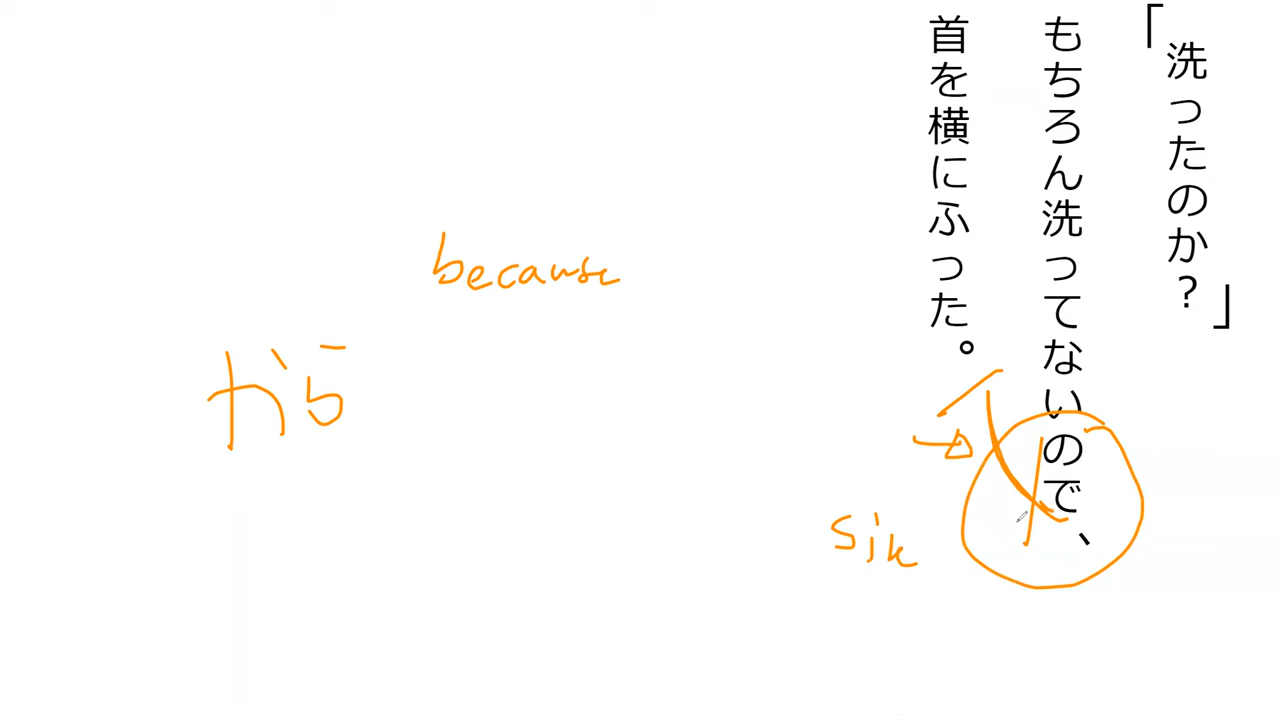 「洗ったのか?」
もちろん洗ってないので、
首を横にふった。
because
から